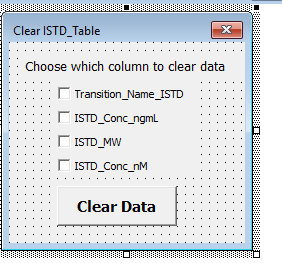 Clear ISTD_Table
Choose which column to clear data
Transition_Name_ISTD
ISTD_Conc_ngmL
ISTD_MW
ISTD_Conc_nM
Clear Data